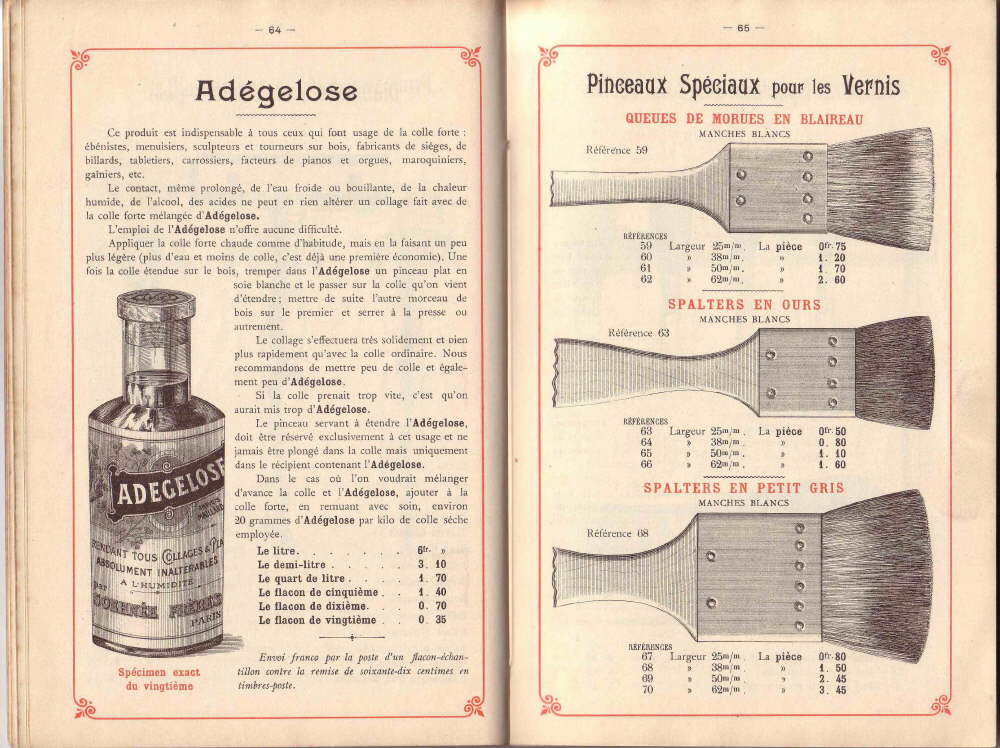 — 64 —
Adégelose
Ce produit est indispensable à tous ceux qui font usage de la colle forte :
ébénistes, menuisiers, sculpteurs et tourneurs sur bois, fabricants de sièges, de
billards, tabletiers, carrossiers, facteurs de pianos et orgues, maroquiniers,
gaîniers, etc.
Le contact, même prolongé, de l'eau froide ou bouillante, de la chaleur
humide, de l'alcool, des acides ne peut en rien altérer un collage fait avec de
la colle forte mélangée d'Adégelose.
L'emploi de l'Adégelose n'offre aucune difficulté.
Appliquer la colle forte chaude comme d'habitude, mais en la faisant un peu
plus légère (plus d'eau et moins de colle, c'est déjà une première économie). Une
fois la colle étendue sur le bois, tremper dans l'Adégelose un pinceau plat en
soie blanche et le passer sur la colle qu'on vient
d'étendre ; mettre de suite l'autre morceau de
bois sur le premier et serrer à la presse ou
autrement.
Le collage s'effectuera très solidement et bien
plus rapidement qu'avec la colle ordinaire. Nous
recommandons de mettre peu de colle et égale-
ment peu d'Adégelose.
Si la colle prenait trop vite, c'est qu'on
aurait mis trop d'Adégelose.
Le pinceau servant à étendre l'Adégelose,
doit être réservé exclusivement à cet usage et ne
jamais être plongé dans la colle mais uniquement
dans le récipient contenant l'Adégelose.
Dans le cas où l'on voudrait mélanger
d'avance la colle et l'Adégelose, ajouter à la
colle forte, en remuant avec soin, environ
20 grammes d'Adégelose par kilo de colle sèche
employée.
Le litre. . . . . . . 6fr. »
Le demi-litre . . . . . 3. 10
Le quart de litre . . . . 1. 70
Le flacon de cinquième . . 1. 40
Le flacon de dixième. . . 0. 70
Le flacon de vingtième . . 0. 35
Envoi franco par la poste d'un flacon-échan-
tillon contre la remise de soixante-dix centimes en
timbres-poste.
ADEGELOSE
RENDANT TOUS COLLAGES &
ABSOLUMENT INALTÉRABLES
A L'HUMIDITÉ
par
SOEHNÉE FRÈRES
PARIS
Spécimen exact
du vingtième
— 65 —
Pinceaux Spéciaux pour les Vernis
QUEUES DE MORUES EN BLAIREAU
MANCHES BLANCS
Référence 59
RÉFÉRENCES
59 Largeur 25m/m. La pièce 0fr.75
60 » 38m/m. » 1. 20
61 » 50m/m. » 1. 70
62 » 62m/m. » 2. 60
SPALTERS EN OURS
MANCHES BLANCS
Référence 63
RÉFÉRENCES
63 Largeur 25m/m. La pièce 0fr.50
64 » 38m/m. » 0. 80
65 » 50m/m. » 1. 10
66 » 62m/m. » 1. 60
SPALTERS EN PETIT GRIS
MANCHES BLANCS
Référence 68
RÉFÉRENCES
67 Largeur 25m/m. La pièce 0fr.80
68 » 38m/m. » 1. 50
69 » 50m/m. » 2. 45
70 » 62m/m. » 3. 45